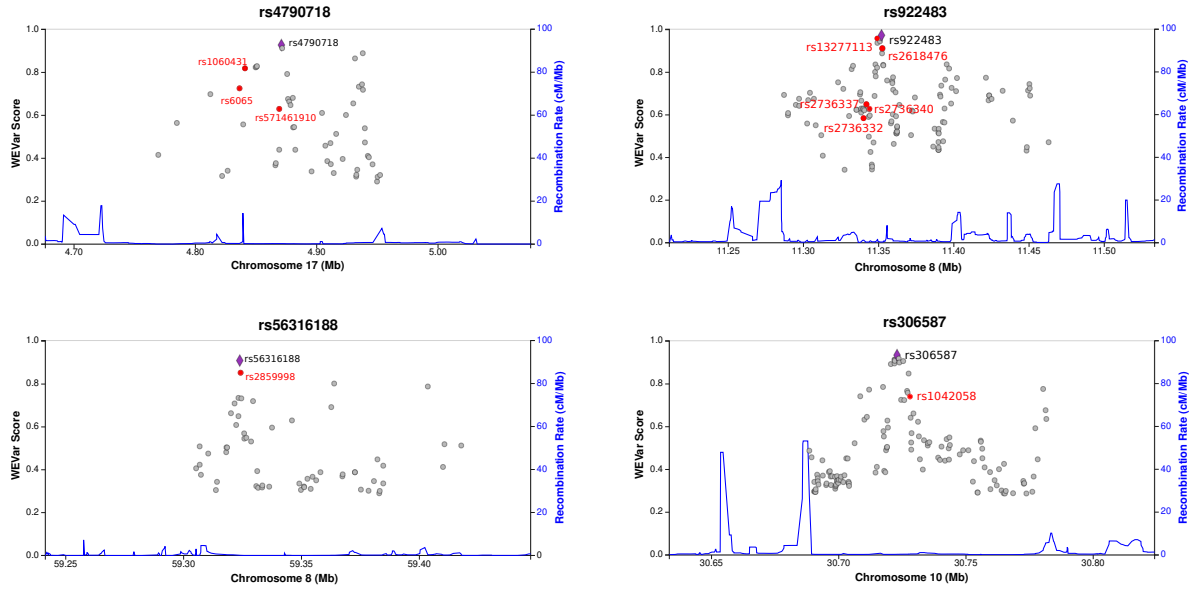 rs4790718
1.0
0.8
0.6
0.4
0.2
0.0
WEVar Score
100
80
60
40
20
0
Recombination Rate (cM/Mb)
rs4790718
rs1060431
rs6065
rs571461910
4.70
4.80
4.90
5.00
Chromosome 17 (Mb)
rs922483
1.0
0.8
0.6
0.4
0.2
0.0
WEVar Score
100
80
60
40
20
0
Recombination Rate (cM/Mb)
rs922483
rs13277113
rs2618476
rs2736337
rs2736340
rs2736332
11.25
11.30
11.35
11.40
11.45
11.50
Chromosome 8 (Mb)
rs56316188
1.0
0.8
0.6
0.4
0.2
0.0
WEVar Score
100
80
60
40
20
0
Recombination Rate (cM/Mb)
rs56316188
rs2859998
59.25
59.30
59.35
59.40
Chromosome 8 (Mb)
rs306587
1.0
0.8
0.6
0.4
0.2
0.0
WEVar Score
100
80
60
40
20
0
Recombination Rate (cM/Mb)
rs306587
rs1042058
30.65
30.70
30.75
30.80
Chromosome 10 (Mb)